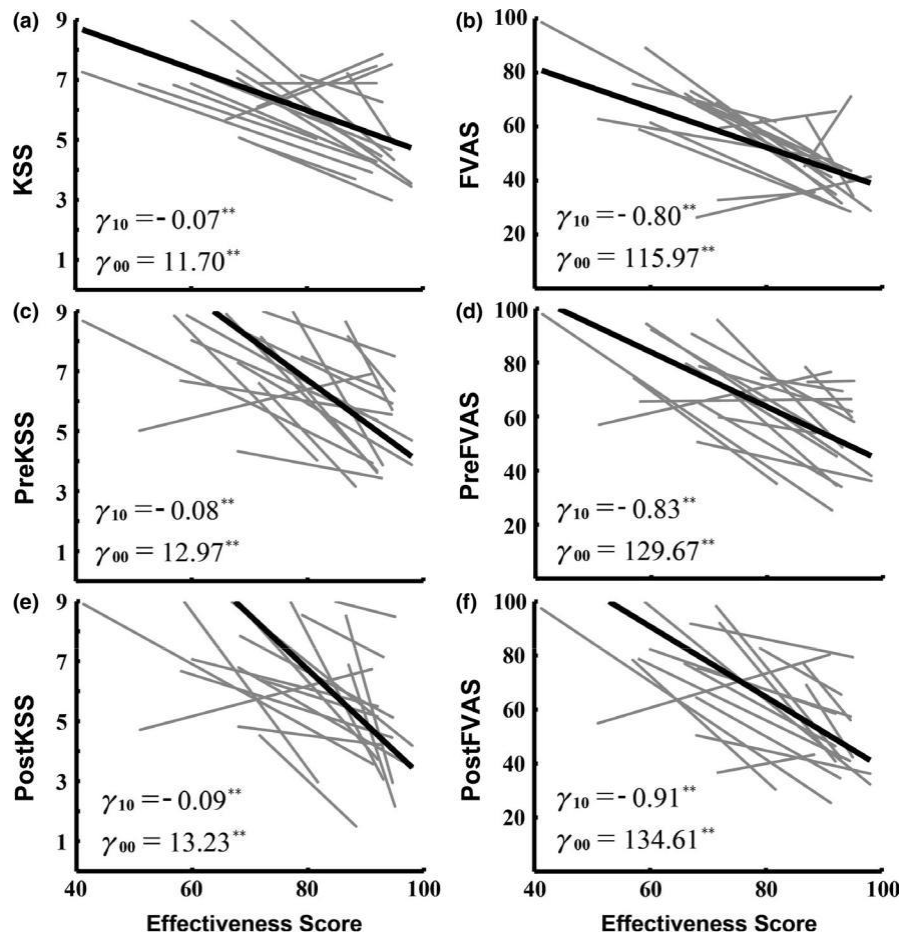 (a)
9
7
5
3
1
KSS
γ10 = - 0.07**
γ00 = 11.70**
(b)
100
80
60
40
20
FVAS
γ10 = - 0.80**
γ00 = 115.97**
(c)
9
7
5
3
1
PreKSS
γ10 = - 0.08**
γ00 = 12.97**
(d)
100
80
60
40
20
PreFVAS
γ10 = - 0.83**
γ00 = 129.67**
(e)
9
7
5
3
1
PostKSS
γ10 = - 0.09**
γ00 = 13.23**
40 60 80 100
Effectiveness Score
(f)
100
80
60
40
20
PostFVAS
γ10 = - 0.91**
γ00 = 134.61**
40 60 80 100
Effectiveness Score